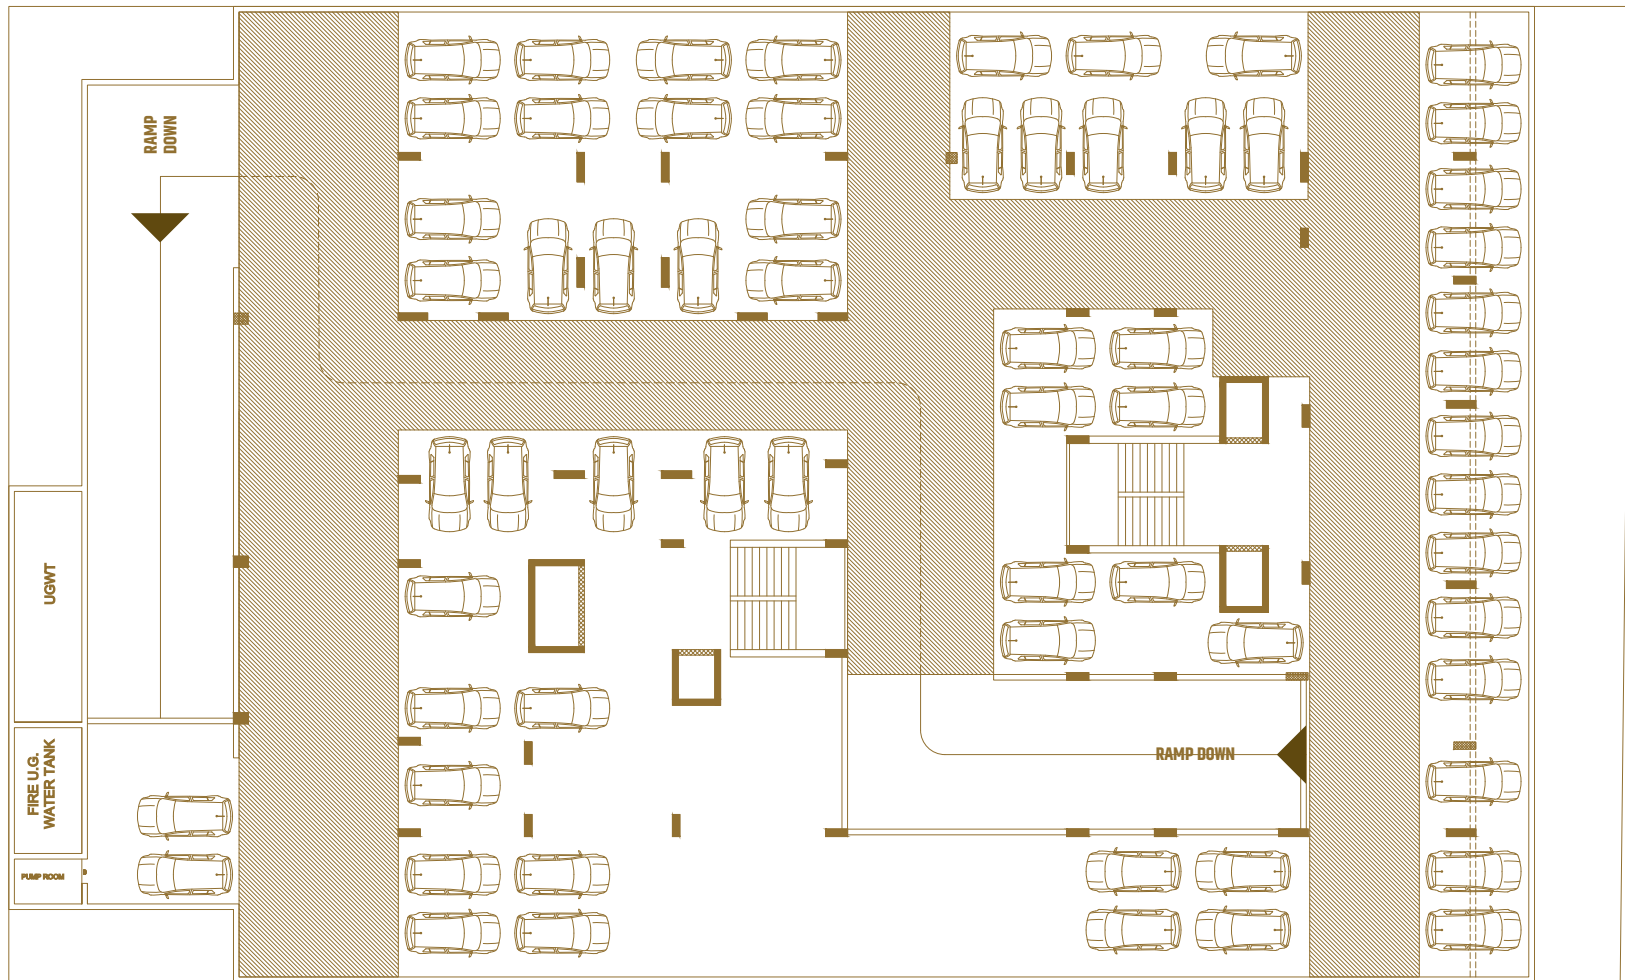 RAMP
DOWN
UGWT
FIRE U.G.
WATER TANK
PUMP ROOM
RAMP DOWN